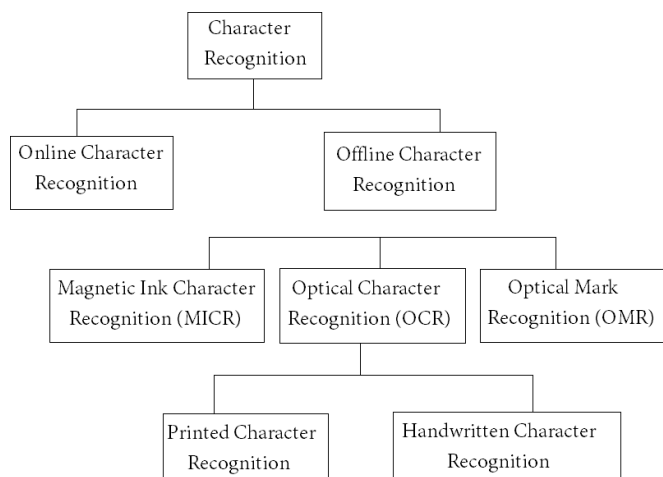 Character
Recognition
Online Character
Recognition
Offline Character
Recognition
Magnetic Ink Character
Recognition (MICR)
Optical Character
Recognition (OCR)
Optical Mark
Recognition (OMR)
Printed Character
Recognition
Handwritten Character
Recognition